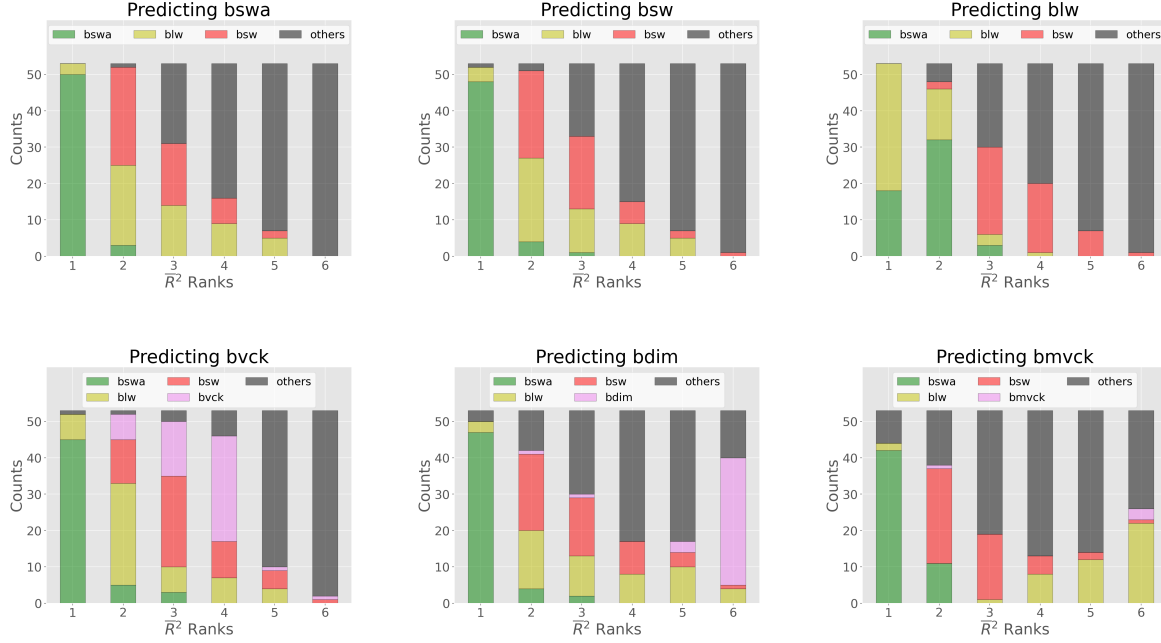 Predicting bswa
bswa blw bsw others
Counts
50
40
30
20
10
0
1 2 3 4 5 6
R̅² Ranks
Predicting bsw
bswa blw bsw others
Counts
50
40
30
20
10
0
1 2 3 4 5 6
R̅² Ranks
Predicting blw
bswa blw bsw others
Counts
50
40
30
20
10
0
1 2 3 4 5 6
R̅² Ranks
Predicting bvck
bswa bsw others
blw bvck
Counts
50
40
30
20
10
0
1 2 3 4 5 6
R̅² Ranks
Predicting bdim
bswa bsw others
blw bdim
Counts
50
40
30
20
10
0
1 2 3 4 5 6
R̅² Ranks
Predicting bmvck
bswa bsw others
blw bmvck
Counts
50
40
30
20
10
0
1 2 3 4 5 6
R̅² Ranks